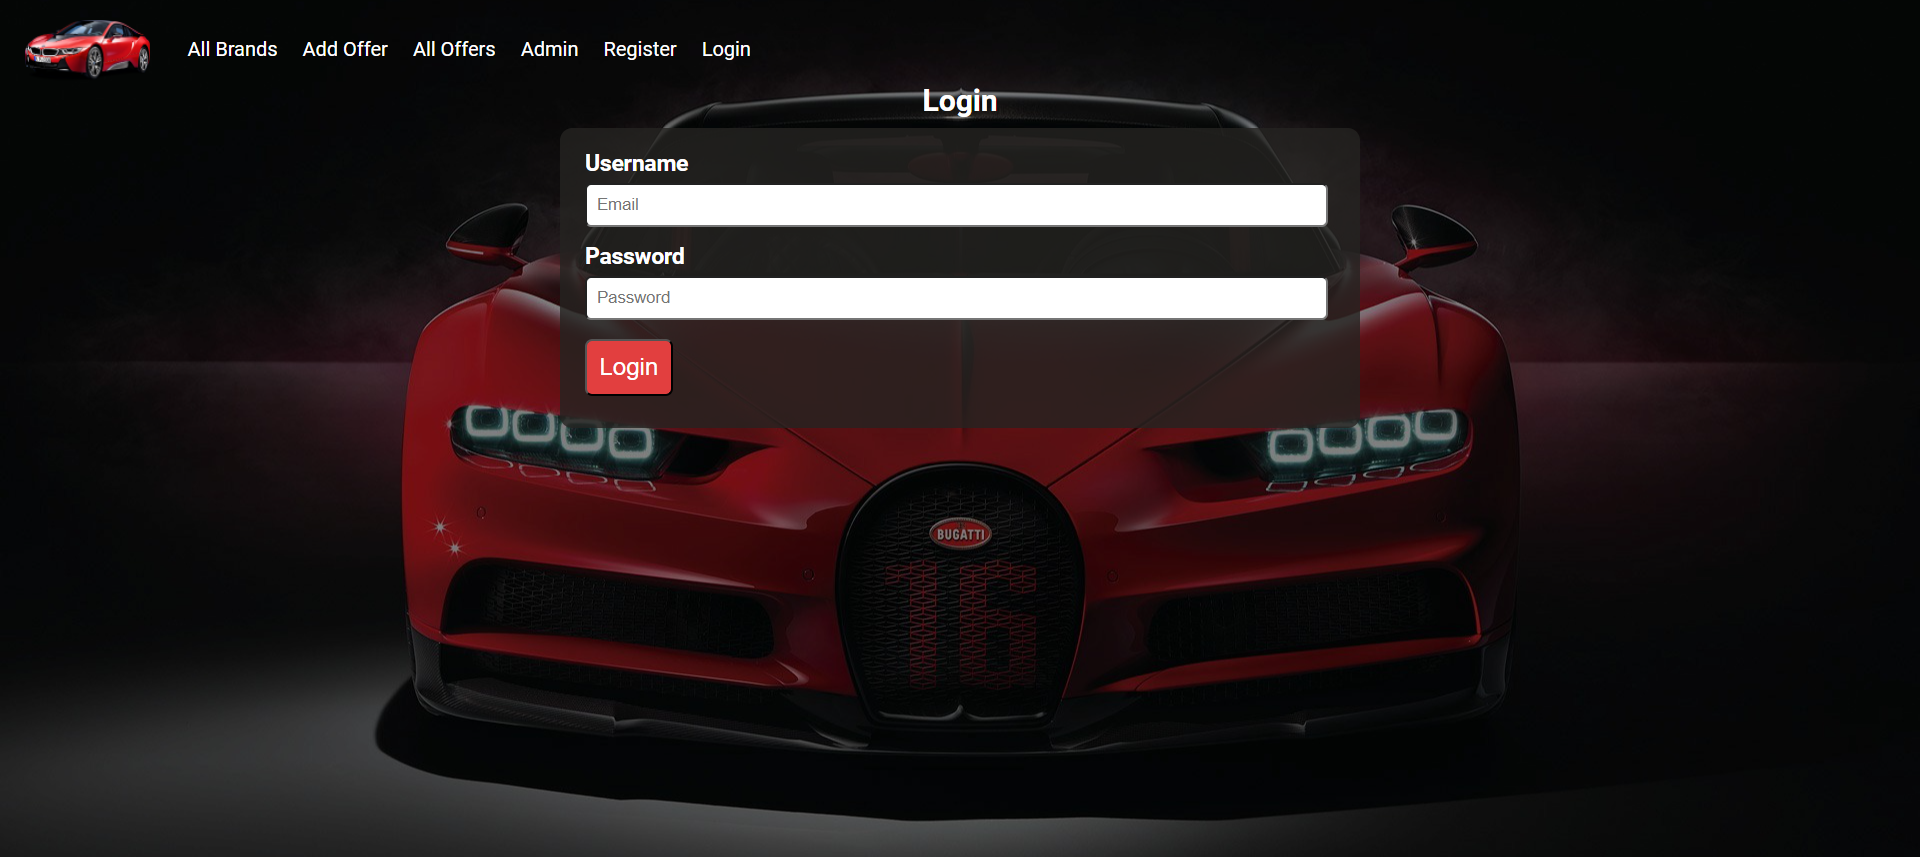 All Brands Add Offer All Offers Admin Register Login
Login
Username
Email
Password
Password
Login
BUGATTI
16